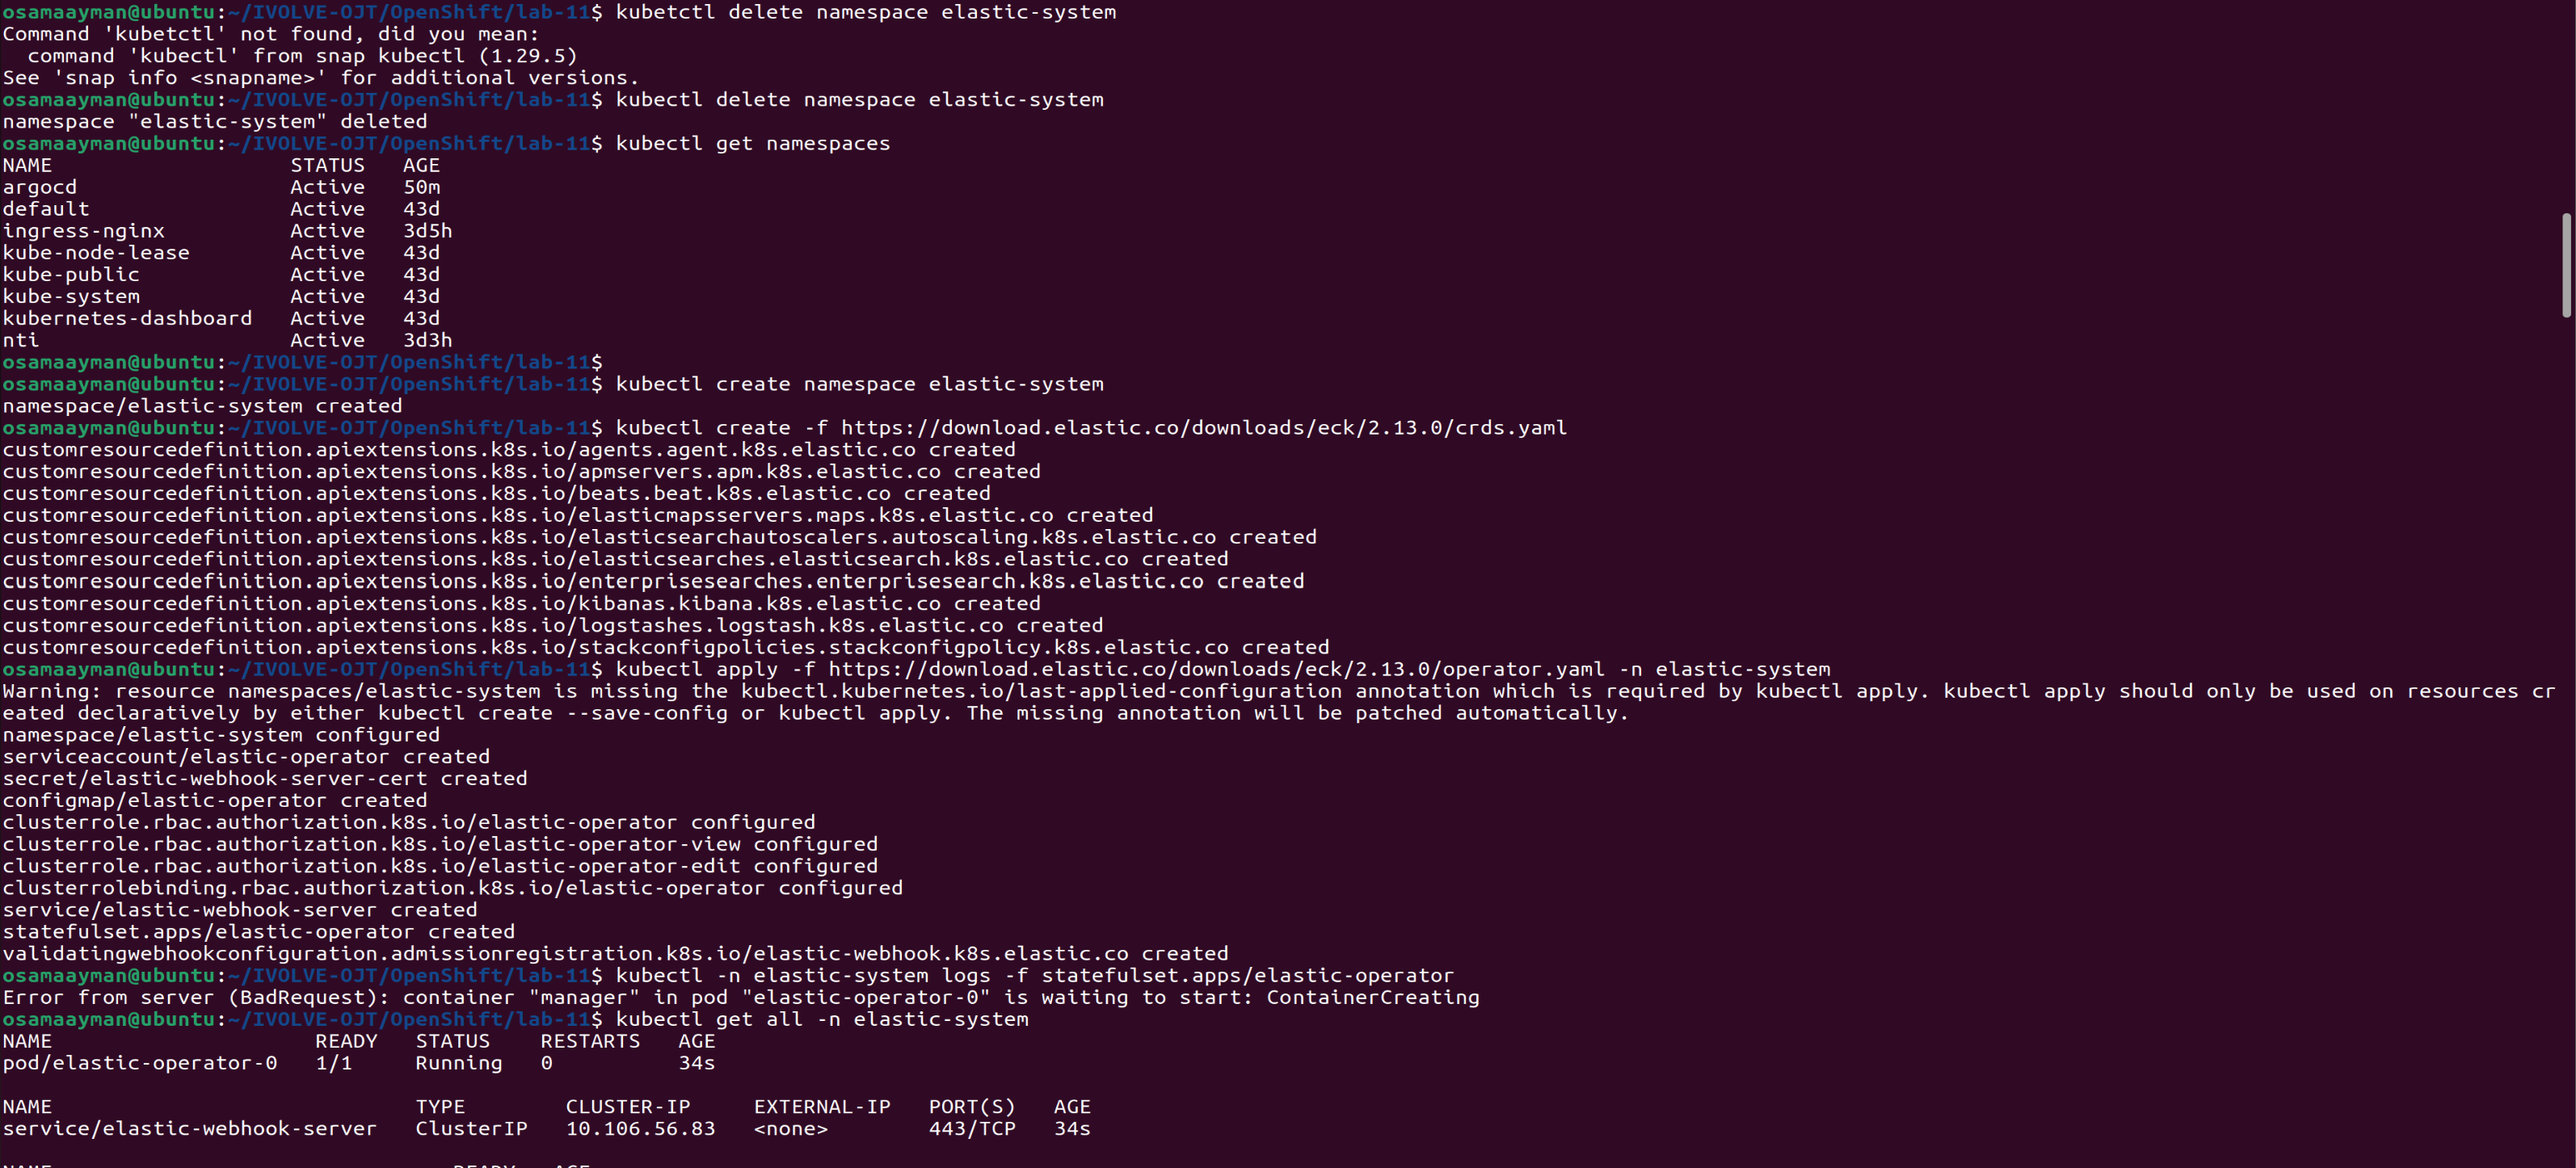 osamaayman@ubuntu:~/IVOLVE-OJT/OpenShift/lab-11$ kubetctl delete namespace elastic-system
Command 'kubetctl' not found, did you mean:
  command 'kubectl' from snap kubectl (1.29.5)
See 'snap info <snapname>' for additional versions.
osamaayman@ubuntu:~/IVOLVE-OJT/OpenShift/lab-11$ kubectl delete namespace elastic-system
namespace "elastic-system" deleted
osamaayman@ubuntu:~/IVOLVE-OJT/OpenShift/lab-11$ kubectl get namespaces
NAME                   STATUS   AGE
argocd                 Active   50m
default                Active   43d
ingress-nginx          Active   3d5h
kube-node-lease        Active   43d
kube-public            Active   43d
kube-system            Active   43d
kubernetes-dashboard   Active   43d
nti                    Active   3d3h
osamaayman@ubuntu:~/IVOLVE-OJT/OpenShift/lab-11$
osamaayman@ubuntu:~/IVOLVE-OJT/OpenShift/lab-11$ kubectl create namespace elastic-system
namespace/elastic-system created
osamaayman@ubuntu:~/IVOLVE-OJT/OpenShift/lab-11$ kubectl create -f https://download.elastic.co/downloads/eck/2.13.0/crds.yaml
customresourcedefinition.apiextensions.k8s.io/agents.agent.k8s.elastic.co created
customresourcedefinition.apiextensions.k8s.io/apmservers.apm.k8s.elastic.co created
customresourcedefinition.apiextensions.k8s.io/beats.beat.k8s.elastic.co created
customresourcedefinition.apiextensions.k8s.io/elasticmapsservers.maps.k8s.elastic.co created
customresourcedefinition.apiextensions.k8s.io/elasticsearchautoscalers.autoscaling.k8s.elastic.co created
customresourcedefinition.apiextensions.k8s.io/elasticsearches.elasticsearch.k8s.elastic.co created
customresourcedefinition.apiextensions.k8s.io/enterprisesearches.enterprisesearch.k8s.elastic.co created
customresourcedefinition.apiextensions.k8s.io/kibanas.kibana.k8s.elastic.co created
customresourcedefinition.apiextensions.k8s.io/logstashes.logstash.k8s.elastic.co created
customresourcedefinition.apiextensions.k8s.io/stackconfigpolicies.stackconfigpolicy.k8s.elastic.co created
osamaayman@ubuntu:~/IVOLVE-OJT/OpenShift/lab-11$ kubectl apply -f https://download.elastic.co/downloads/eck/2.13.0/operator.yaml -n elastic-system
Warning: resource namespaces/elastic-system is missing the kubectl.kubernetes.io/last-applied-configuration annotation which is required by kubectl apply. kubectl apply should only be used on resources cr
eated declaratively by either kubectl create --save-config or kubectl apply. The missing annotation will be patched automatically.
namespace/elastic-system configured
serviceaccount/elastic-operator created
secret/elastic-webhook-server-cert created
configmap/elastic-operator created
clusterrole.rbac.authorization.k8s.io/elastic-operator configured
clusterrole.rbac.authorization.k8s.io/elastic-operator-view configured
clusterrole.rbac.authorization.k8s.io/elastic-operator-edit configured
clusterrolebinding.rbac.authorization.k8s.io/elastic-operator configured
service/elastic-webhook-server created
statefulset.apps/elastic-operator created
validatingwebhookconfiguration.admissionregistration.k8s.io/elastic-webhook.k8s.elastic.co created
osamaayman@ubuntu:~/IVOLVE-OJT/OpenShift/lab-11$ kubectl -n elastic-system logs -f statefulset.apps/elastic-operator
Error from server (BadRequest): container "manager" in pod "elastic-operator-0" is waiting to start: ContainerCreating
osamaayman@ubuntu:~/IVOLVE-OJT/OpenShift/lab-11$ kubectl get all -n elastic-system
NAME                     READY   STATUS    RESTARTS   AGE
pod/elastic-operator-0   1/1     Running   0          34s
NAME                             TYPE        CLUSTER-IP     EXTERNAL-IP   PORT(S)   AGE
service/elastic-webhook-server   ClusterIP   10.106.56.83   <none>        443/TCP   34s
NAME                                READY   AGE